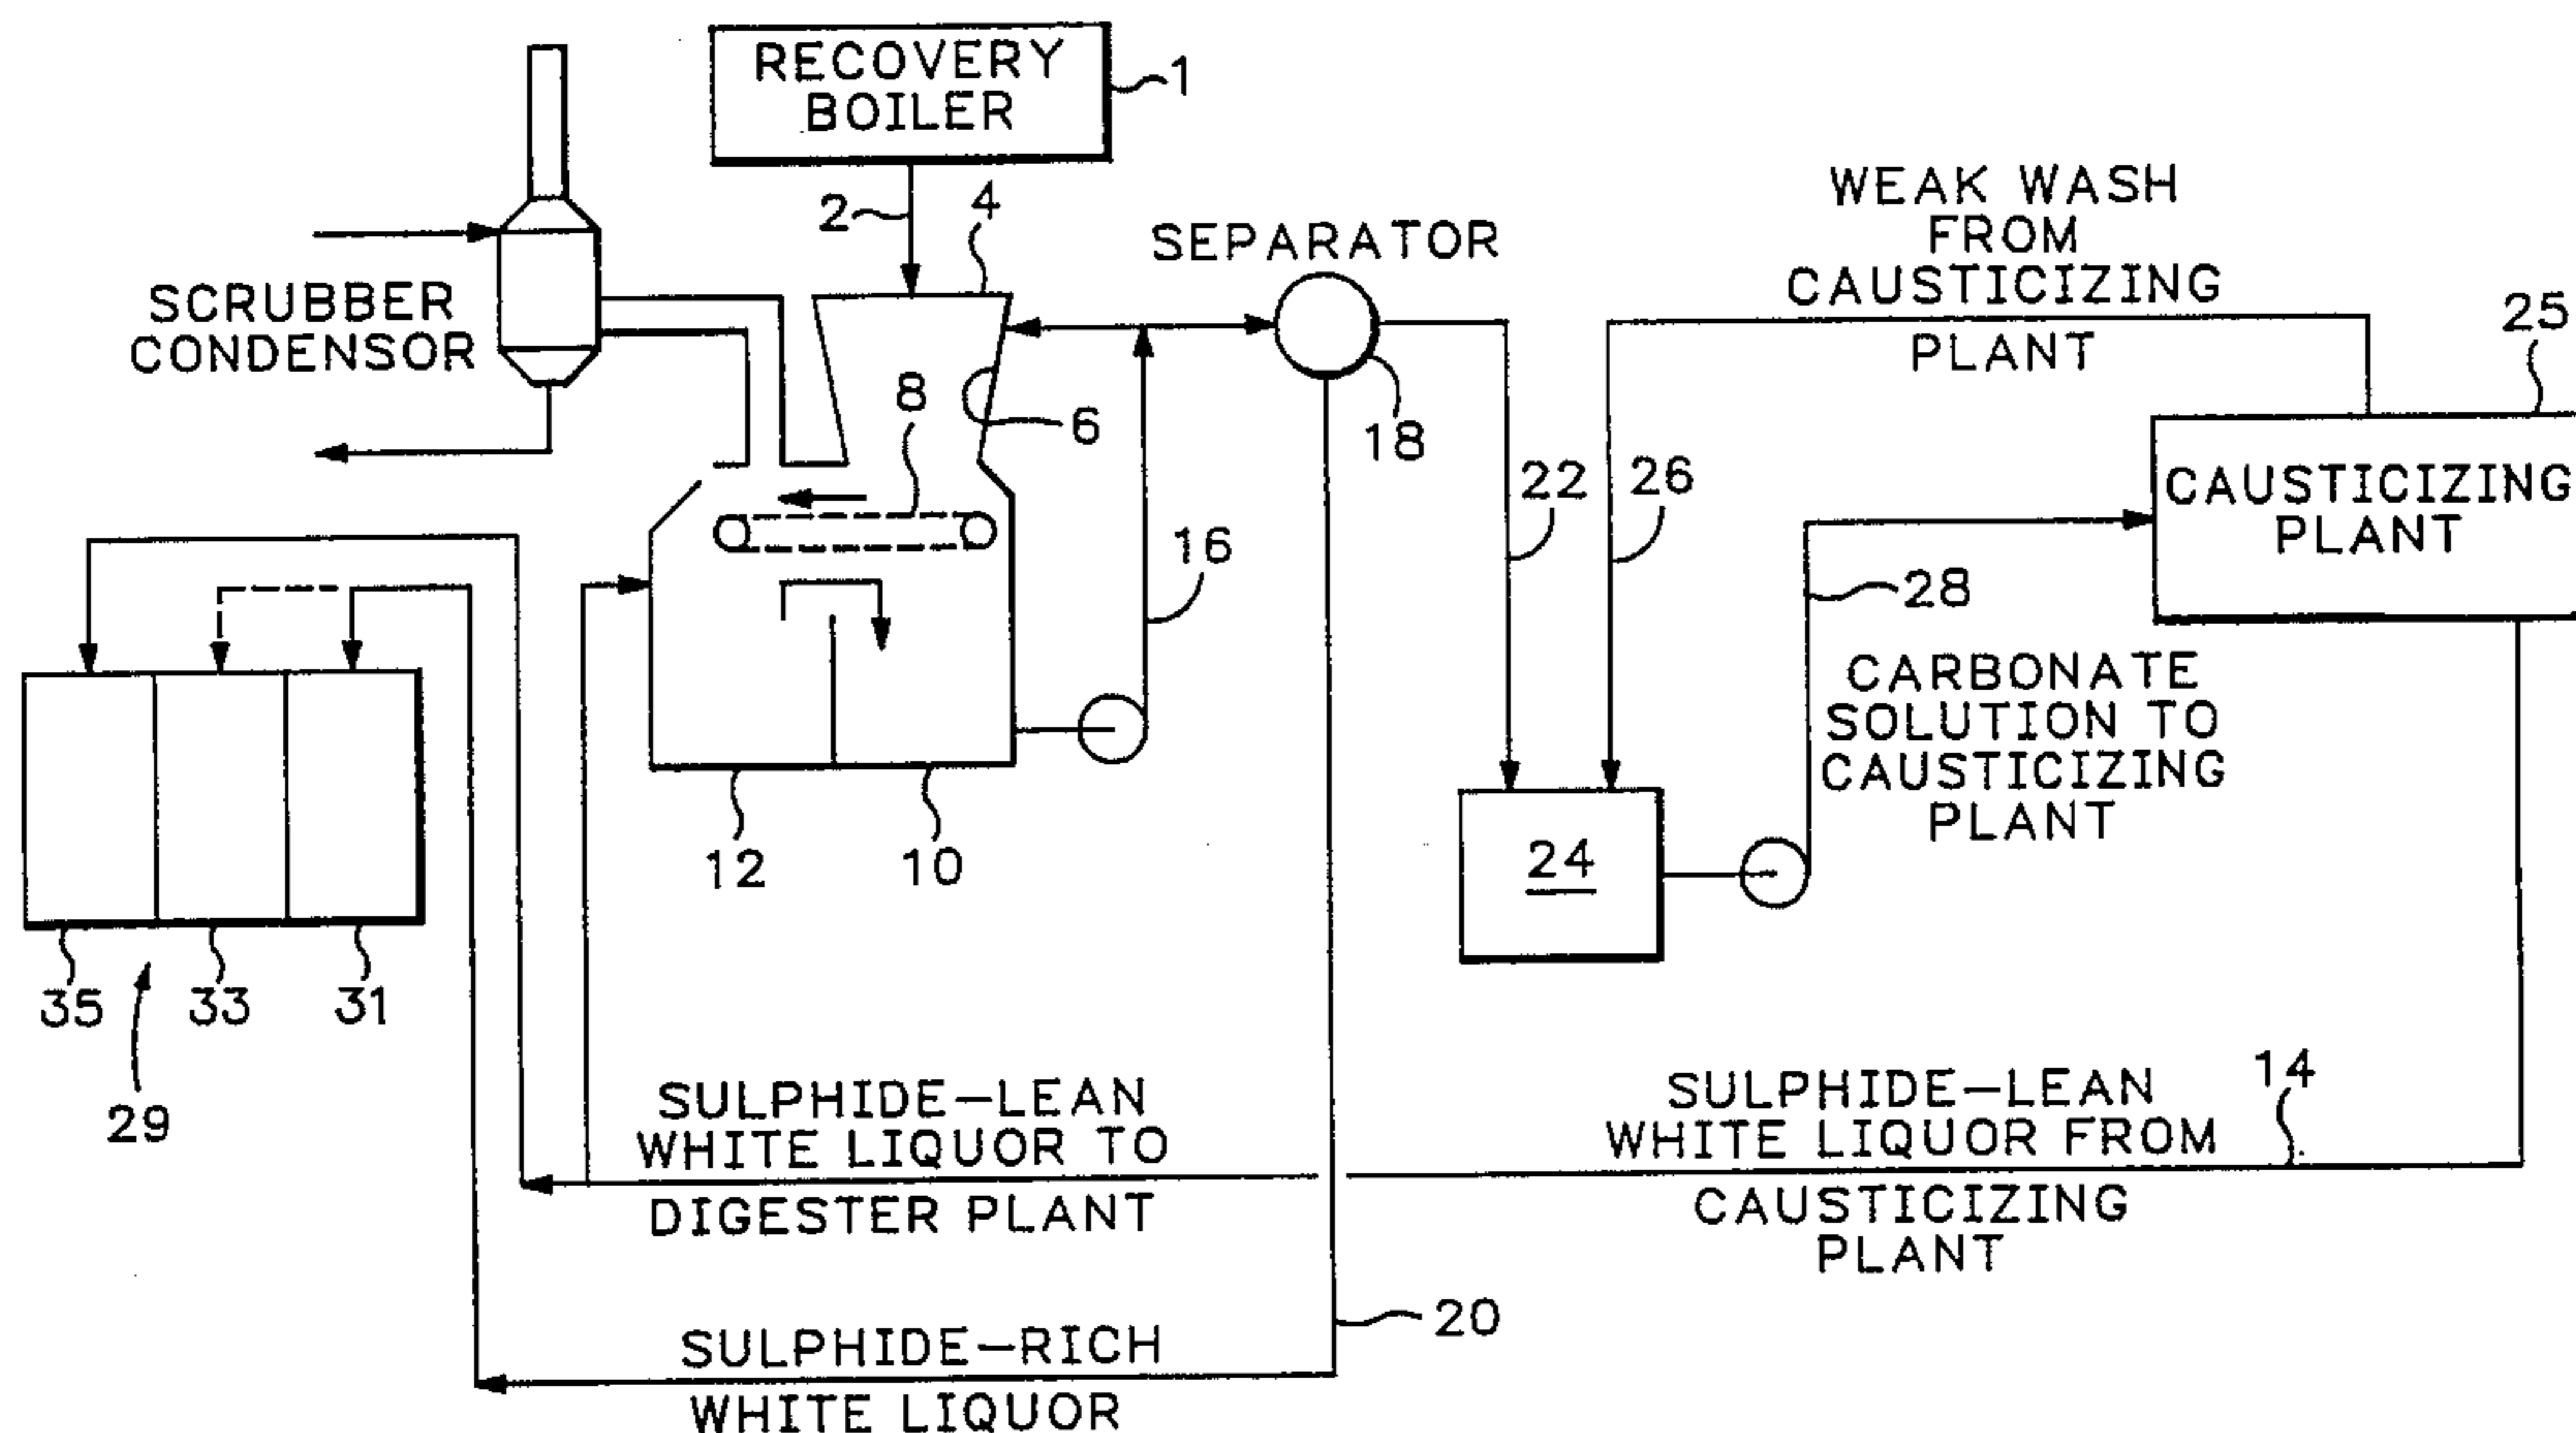 RECOVERY
BOILER
1
2
4
SCRUBBER
CONDENSOR
SEPARATOR
18
6
8
16
12
10
WEAK WASH
FROM
CAUSTICIZING
PLANT
25
CAUSTICIZING
PLANT
22
26
28
CARBONATE
SOLUTION TO
CAUSTICIZING
PLANT
24
35
33
31
29
SULPHIDE-LEAN
WHITE LIQUOR TO
DIGESTER PLANT
SULPHIDE-LEAN
WHITE LIQUOR FROM
CAUSTICIZING
PLANT
14
20
SULPHIDE-RICH
WHITE LIQUOR